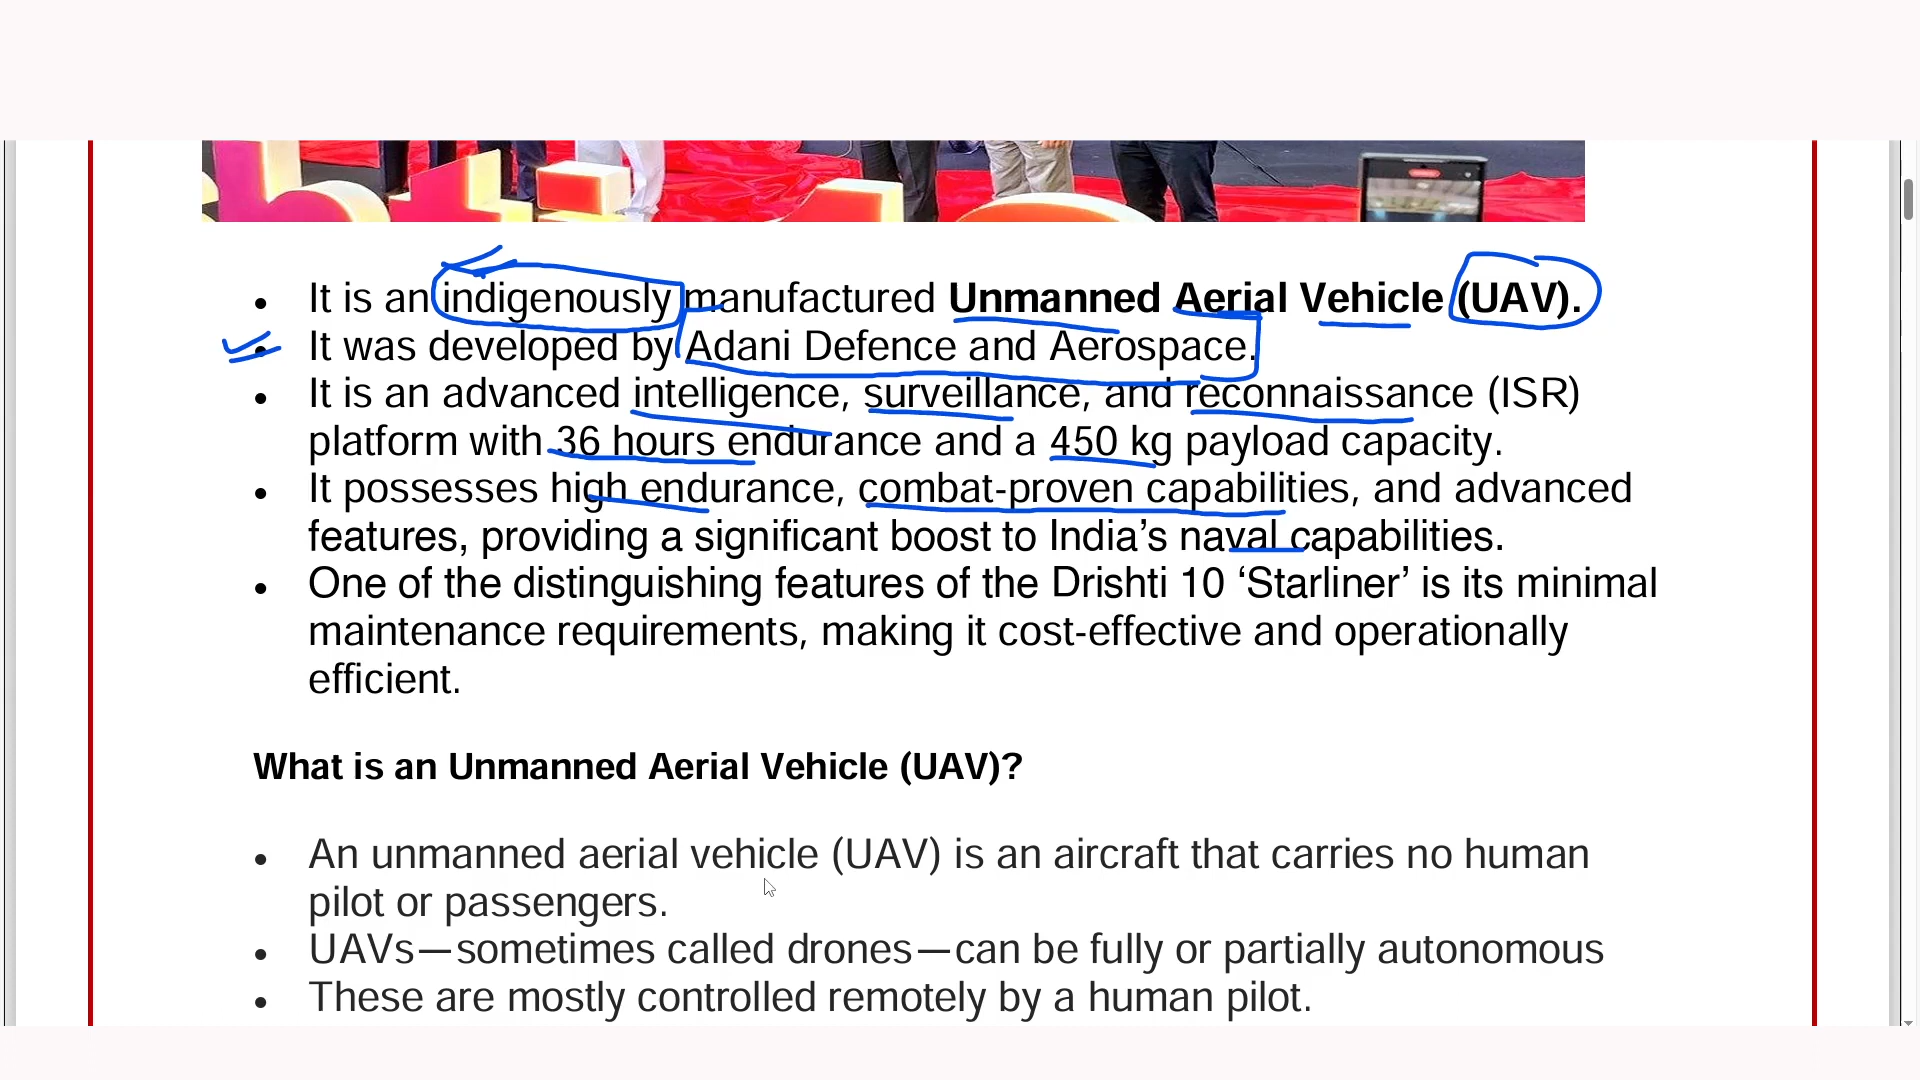 It is an indigenously manufactured Unmanned Aerial Vehicle (UAV).
It was developed by Adani Defence and Aerospace.
It is an advanced intelligence, surveillance, and reconnaissance (ISR)
platform with 36 hours endurance and a 450 kg payload capacity.
It possesses high endurance, combat-proven capabilities, and advanced
features, providing a significant boost to India’s naval capabilities.
One of the distinguishing features of the Drishti 10 ‘Starliner’ is its minimal
maintenance requirements, making it cost-effective and operationally
efficient.
What is an Unmanned Aerial Vehicle (UAV)?
An unmanned aerial vehicle (UAV) is an aircraft that carries no human
pilot or passengers.
UAVs—sometimes called drones—can be fully or partially autonomous
These are mostly controlled remotely by a human pilot.